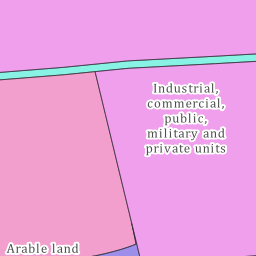 Industrial,
commercial,
public,
military and
private units
Arable land